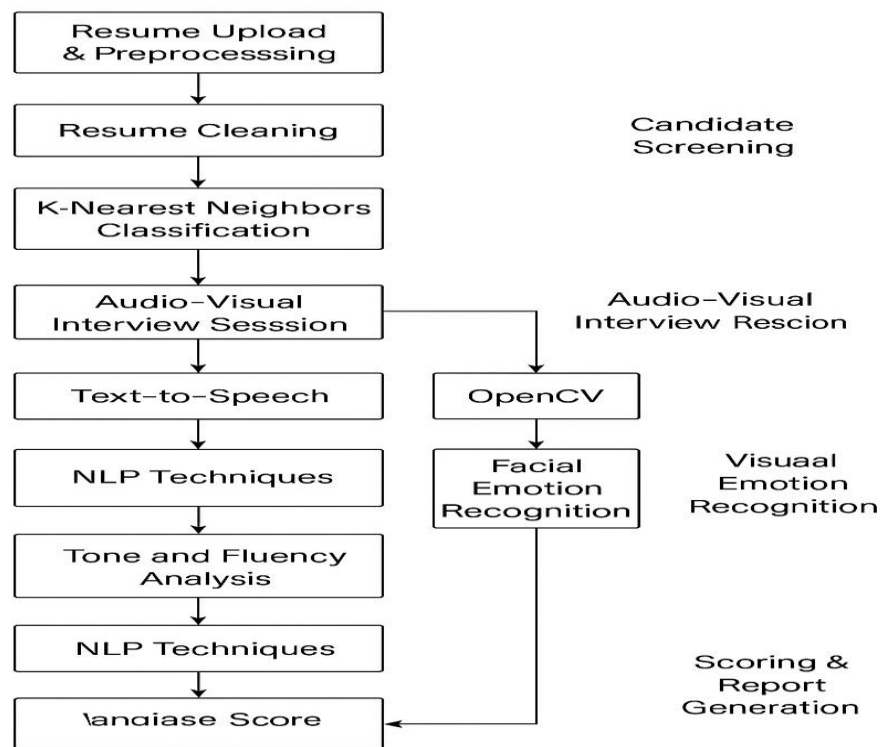 Resume Upload
& Preprocesssing
Resume Cleaning
Candidate
Screening
K-Nearest Neighbors
Classification
Audio-Visual
Interview Sesssion
Audio-Visual
Interview Rescion
Text-to-Speech
OpenCV
NLP Techniques
Facial
Emotion
Recognition
Visuaal
Emotion
Recognition
Tone and Fluency
Analysis
NLP Techniques
Scoring &
Report
Generation
Score